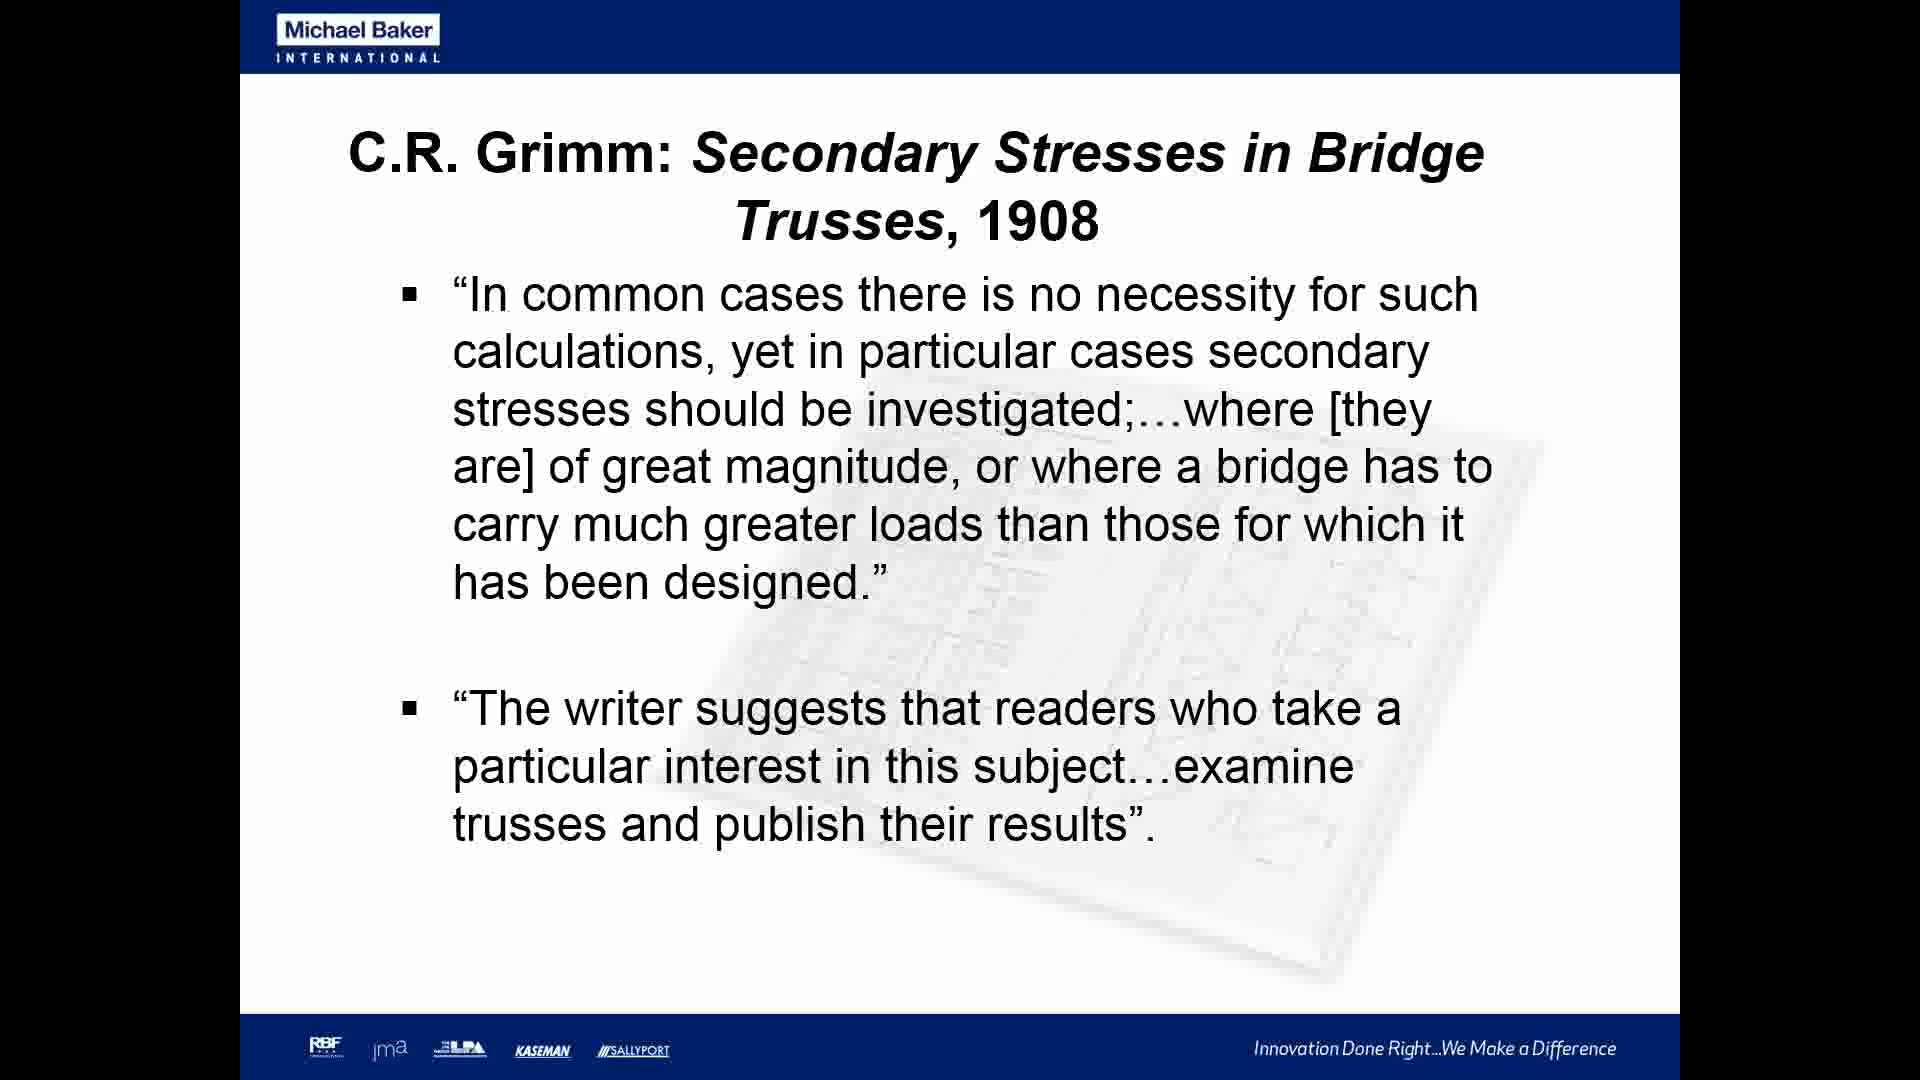 Michael Baker
INTERNATIONAL
C.R. Grimm: Secondary Stresses in Bridge
Trusses, 1908
▪ “In common cases there is no necessity for such
calculations, yet in particular cases secondary
stresses should be investigated;…where [they
are] of great magnitude, or where a bridge has to
carry much greater loads than those for which it
has been designed.”
▪ “The writer suggests that readers who take a
particular interest in this subject…examine
trusses and publish their results”.
RBF
jma
LPA
KASEMAN
SALLYPORT
Innovation Done Right...We Make a Difference